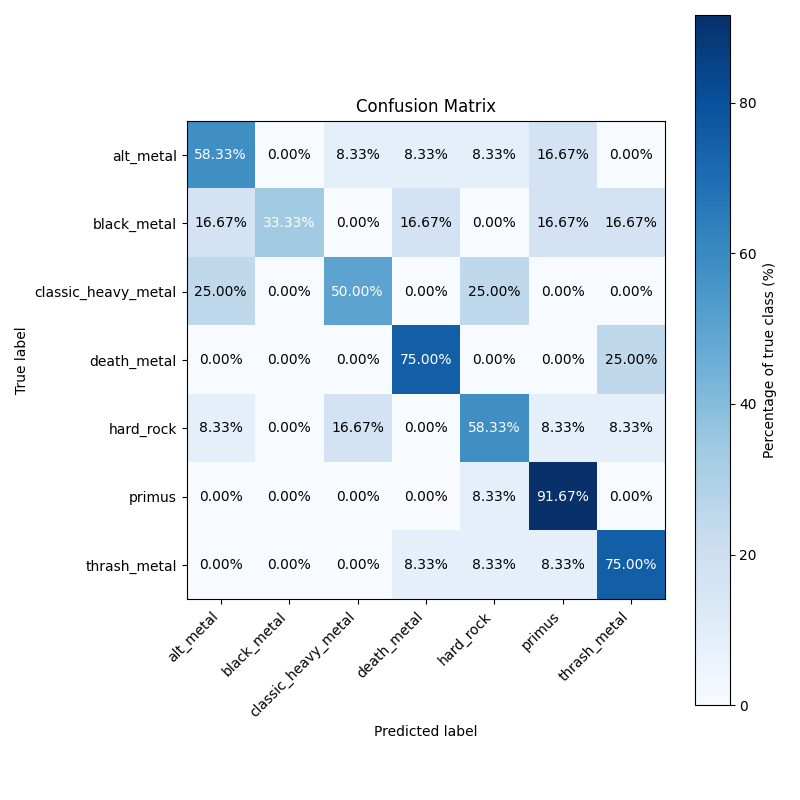 Confusion Matrix
alt_metal 58.33% 0.00% 8.33% 8.33% 8.33% 16.67% 0.00%
black_metal 16.67% 33.33% 0.00% 16.67% 0.00% 16.67% 16.67%
classic_heavy_metal 25.00% 0.00% 50.00% 0.00% 25.00% 0.00% 0.00%
death_metal 0.00% 0.00% 0.00% 75.00% 0.00% 0.00% 25.00%
hard_rock 8.33% 0.00% 16.67% 0.00% 58.33% 8.33% 8.33%
primus 0.00% 0.00% 0.00% 0.00% 8.33% 91.67% 0.00%
thrash_metal 0.00% 0.00% 0.00% 8.33% 8.33% 8.33% 75.00%
alt_metal black_metal classic_heavy_metal death_metal hard_rock primus thrash_metal
Predicted label
True label
80
60
40
20
0
Percentage of true class (%)